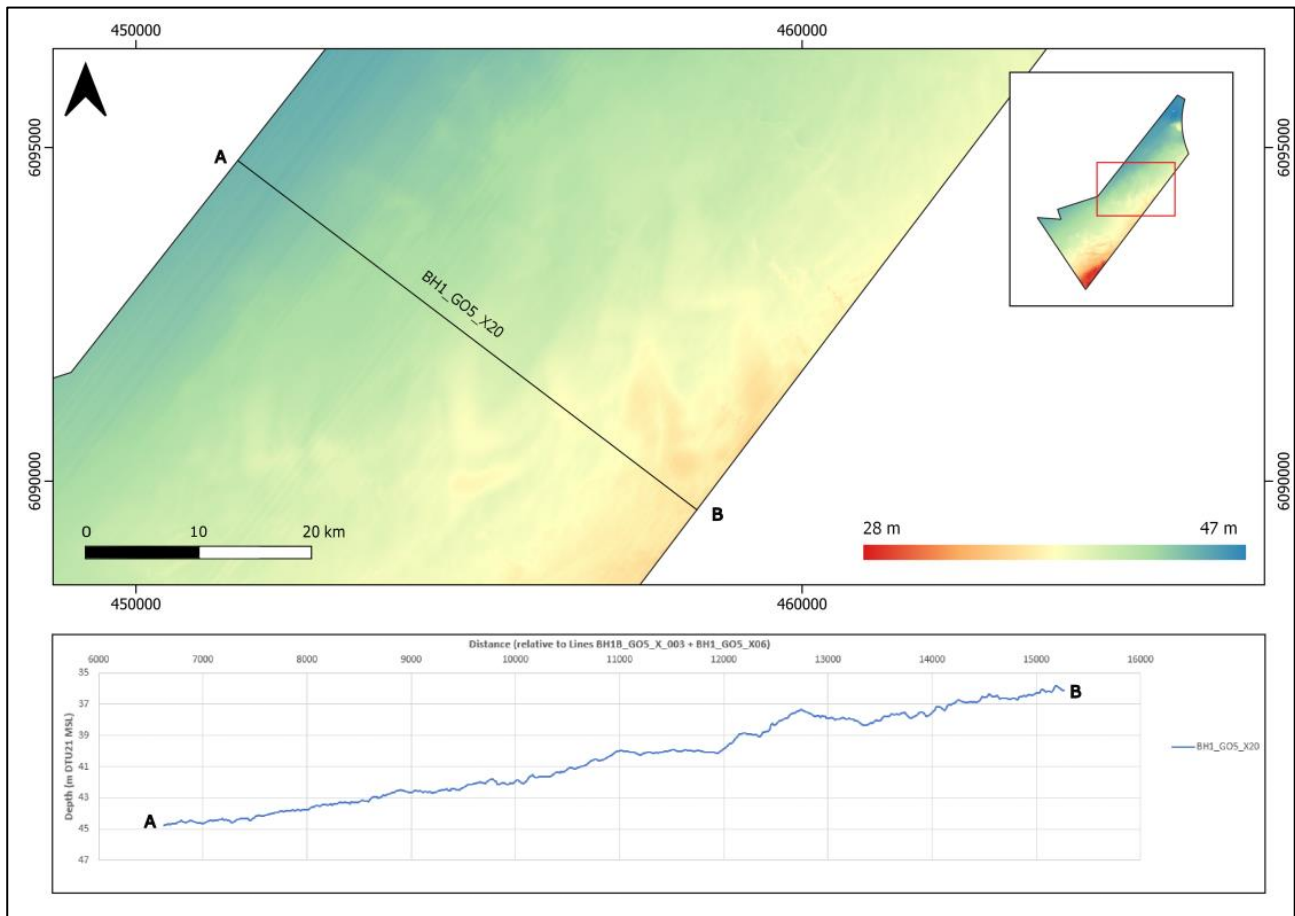 450000
460000
6095000
6095000
A
BH1_GO5_X20
6090000
6090000
B
0
10
20 km
28 m
47 m
450000
460000
Distance (relative to Lines BH1B_GO5_X_003 + BH1_GO5_X06)
6000
7000
8000
9000
10000
11000
12000
13000
14000
15000
16000
Depth (m DTU21 MSL)
35
37
39
41
43
45
47
A
B
BH1_GO5_X20